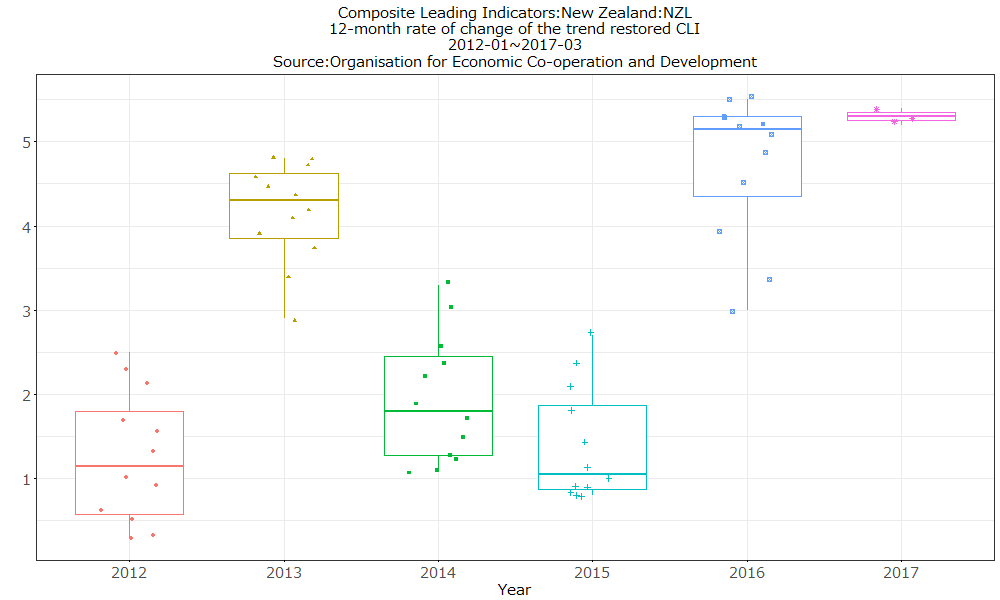 Composite Leading Indicators:New Zealand:NZL
12-month rate of change of the trend restored CLI
2012-01~2017-03
Source:Organisation for Economic Co-operation and Development
5
4
3
2
1
2012 2013 2014 2015 2016 2017
Year